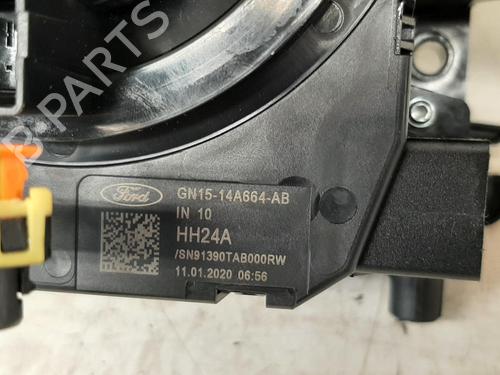 B PARTS
Ford
GN15-14A664-AB
IN 10
HH24A
/SN91390TAB000RW
11.01.2020 06:56